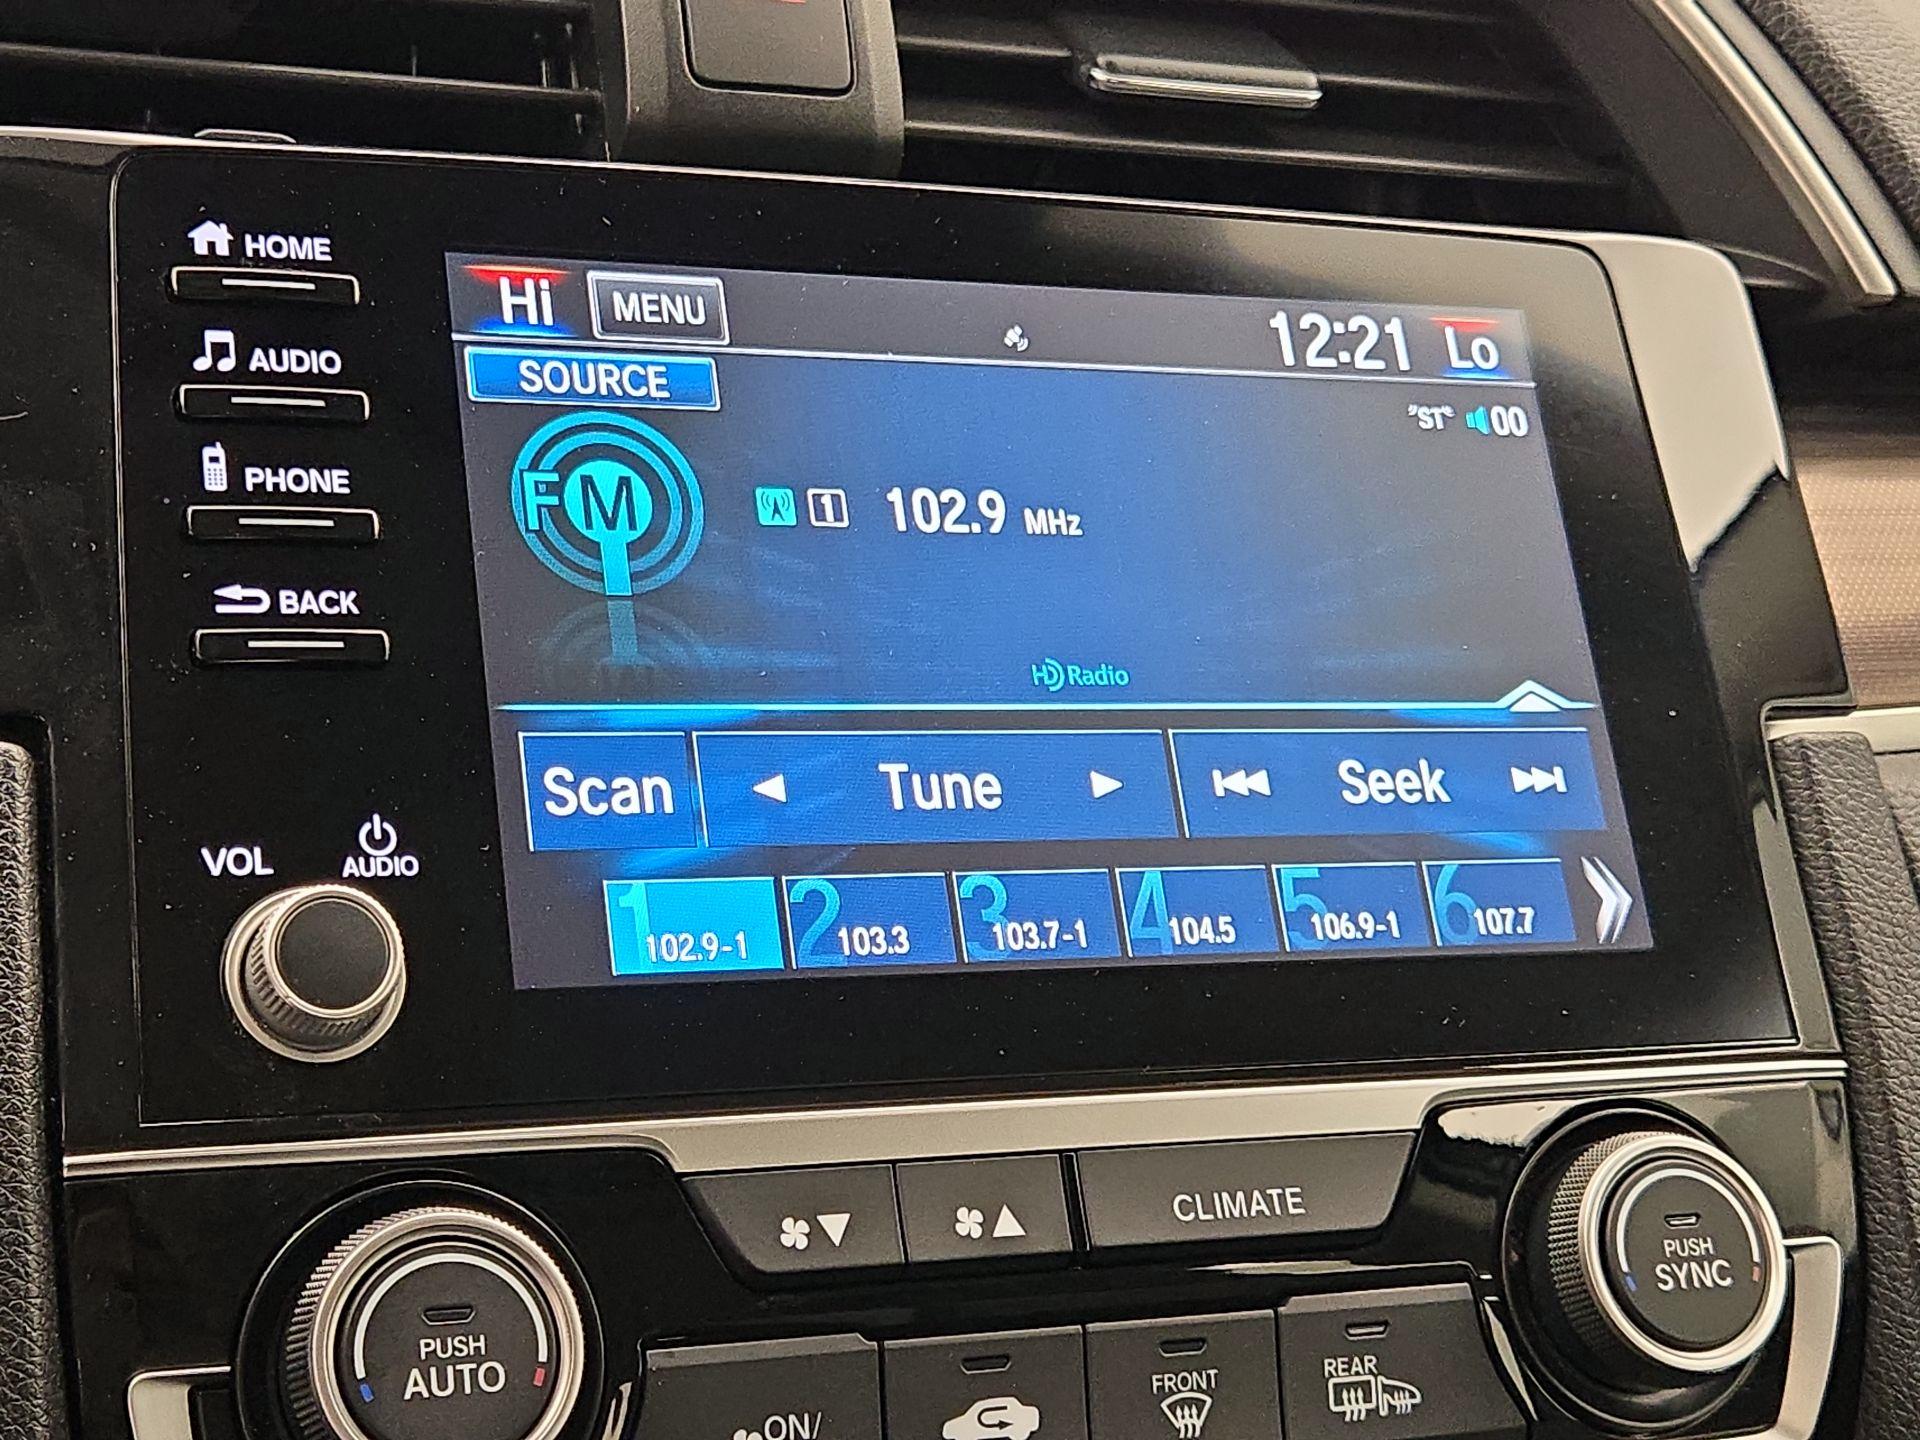 HOME
AUDIO
PHONE
BACK
VOL
AUDIO
Hi MENU 12:21 Lo
SOURCE
"ST" 00
FM
1 102.9 MHz
HD Radio
Scan Tune Seek
1 102.9-1 2 103.3 3 103.7-1 4 104.5 5 106.9-1 6 107.7
CLIMATE
PUSH
SYNC
PUSH
AUTO
ON/
FRONT
REAR